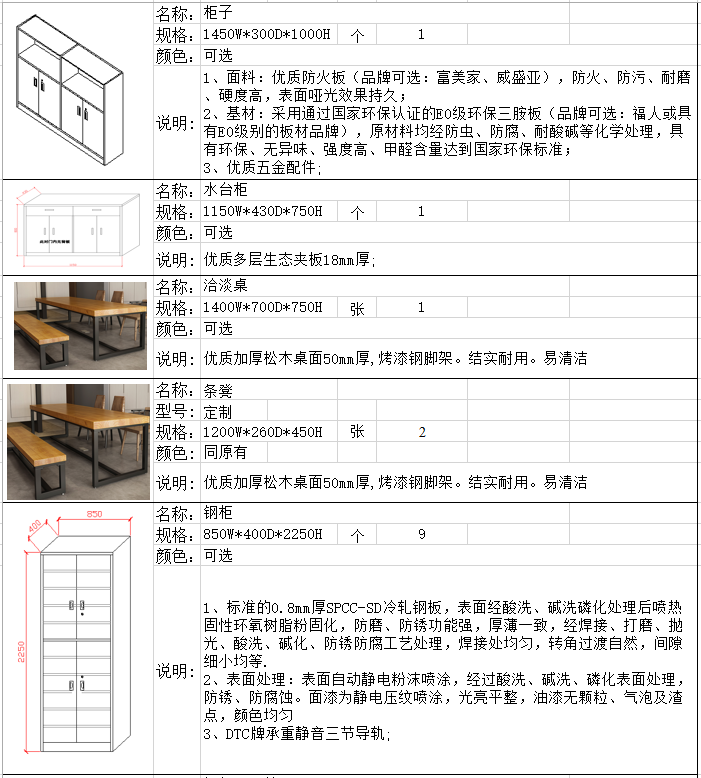 名称: 柜子
规格: 1450W*300D*1000H 个 1
颜色: 可选
说明: 1、面料: 优质防火板（品牌可选: 富美家、威盛亚）, 防火、防污、耐磨
、硬度高, 表面哑光效果持久;
2、基材: 采用通过国家环保认证的E0级环保三胺板（品牌可选: 福人或具
有E0级别的板材品牌）, 原材料均经防虫、防腐、耐酸碱等化学处理, 具
有环保、无异味、强度高、甲醛含量达到国家环保标准;
3、优质五金配件;
名称: 水台柜
规格: 1150W*430D*750H 个 1
颜色: 可选
说明: 优质多层生态夹板18mm厚;
名称: 洽淡桌
规格: 1400W*700D*750H 张 1
颜色: 可选
说明: 优质加厚松木桌面50mm厚,烤漆钢脚架。结实耐用。易清洁
名称: 条凳
型号: 定制
规格: 1200W*260D*450H 张 2
颜色: 同原有
说明: 优质加厚松木桌面50mm厚,烤漆钢脚架。结实耐用。易清洁
850
400
2250
名称: 钢柜
规格: 850W*400D*2250H 个 9
颜色: 可选
说明: 1、标准的0.8mm厚SPCC-SD冷轧钢板, 表面经酸洗、碱洗磷化处理后喷热
固性环氧树脂粉固化, 防磨、防锈功能强, 厚薄一致, 经焊接、打磨、抛
光、酸洗、碱化、防锈防腐工艺处理, 焊接处均匀, 转角过渡自然, 间隙
细小均等.
2、表面处理: 表面自动静电粉沫喷涂, 经过酸洗、碱洗、磷化表面处理,
防锈、防腐蚀。面漆为静电压纹喷涂, 光亮平整, 油漆无颗粒、气泡及渣
点, 颜色均匀
3、DTC牌承重静音三节导轨;